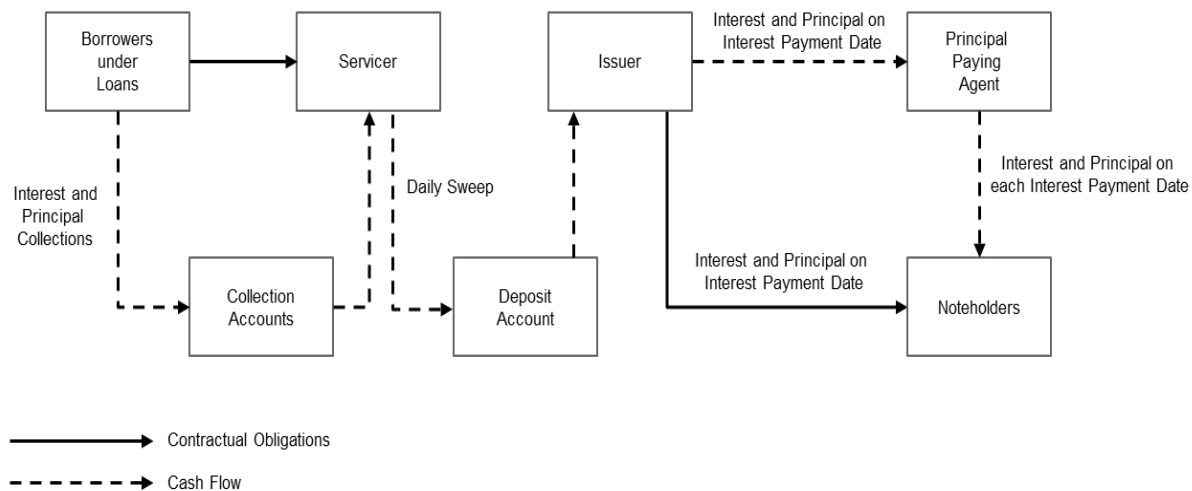 Borrowers
under
Loans
Servicer
Issuer
Interest and Principal on
Interest Payment Date
Principal
Paying
Agent
Interest and
Principal
Collections
Daily Sweep
Interest and Principal on
each Interest Payment Date
Collection
Accounts
Deposit
Account
Interest and Principal on
Interest Payment Date
Noteholders
Contractual Obligations
Cash Flow